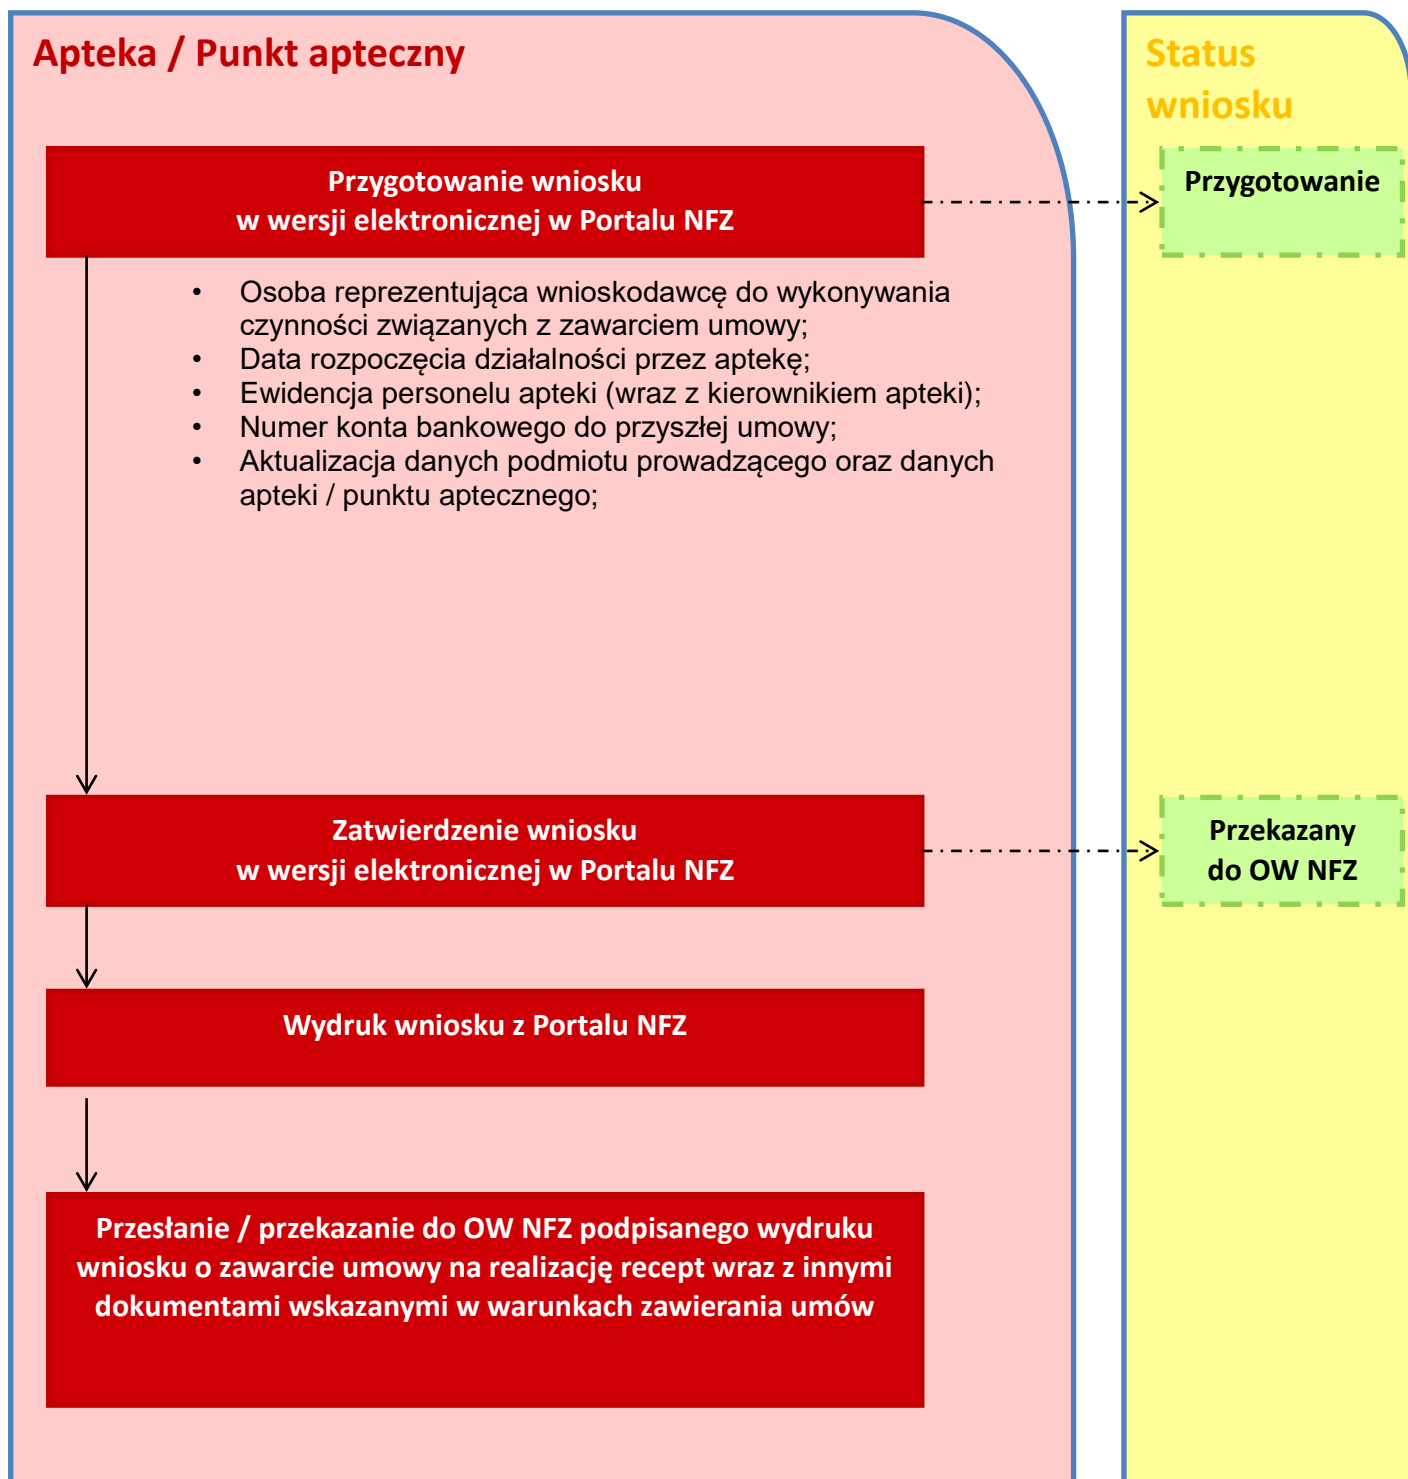 Apteka / Punkt apteczny
Status
wniosku
Przygotowanie wniosku
w wersji elektronicznej w Portalu NFZ
Przygotowanie
• Osoba reprezentująca wnioskodawcę do wykonywania
czynności związanych z zawarciem umowy;
• Data rozpoczęcia działalności przez aptekę;
• Ewidencja personelu apteki (wraz z kierownikiem apteki);
• Numer konta bankowego do przyszłej umowy;
• Aktualizacja danych podmiotu prowadzącego oraz danych
apteki / punktu aptecznego;
Zatwierdzenie wniosku
w wersji elektronicznej w Portalu NFZ
Przekazany
do OW NFZ
Wydruk wniosku z Portalu NFZ
Przesłanie / przekazanie do OW NFZ podpisanego wydruku
wniosku o zawarcie umowy na realizację recept wraz z innymi
dokumentami wskazanymi w warunkach zawierania umów